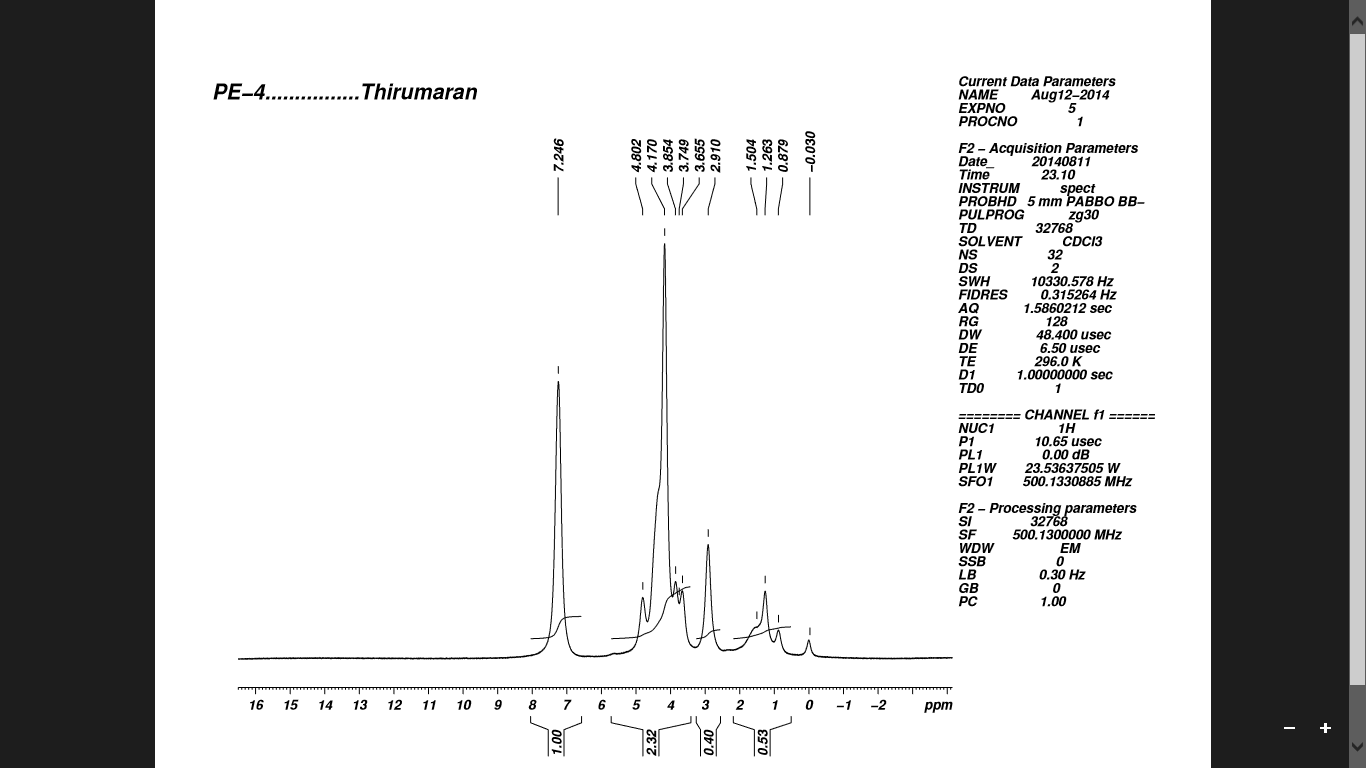 PE–4................Thirumaran
7.246
4.802
4.170
3.854
3.749
3.655
2.910
1.504
1.263
0.879
–0.030
16 15 14 13 12 11 10 9 8 7 6 5 4 3 2 1 0 –1 –2 ppm
1.00
2.32
0.40
0.53
Current Data Parameters
NAME Aug12–2014
EXPNO 5
PROCNO 1
F2 – Acquisition Parameters
Date_ 20140811
Time 23.10
INSTRUM spect
PROBHD 5 mm PABBO BB–
PULPROG zg30
TD 32768
SOLVENT CDCl3
NS 32
DS 2
SWH 10330.578 Hz
FIDRES 0.315264 Hz
AQ 1.5860212 sec
RG 128
DW 48.400 usec
DE 6.50 usec
TE 296.0 K
D1 1.00000000 sec
TD0 1
======== CHANNEL f1 ======
NUC1 1H
P1 10.65 usec
PL1 0.00 dB
PL1W 23.53637505 W
SFO1 500.1330885 MHz
F2 – Processing parameters
SI 32768
SF 500.1300000 MHz
WDW EM
SSB 0
LB 0.30 Hz
GB 0
PC 1.00